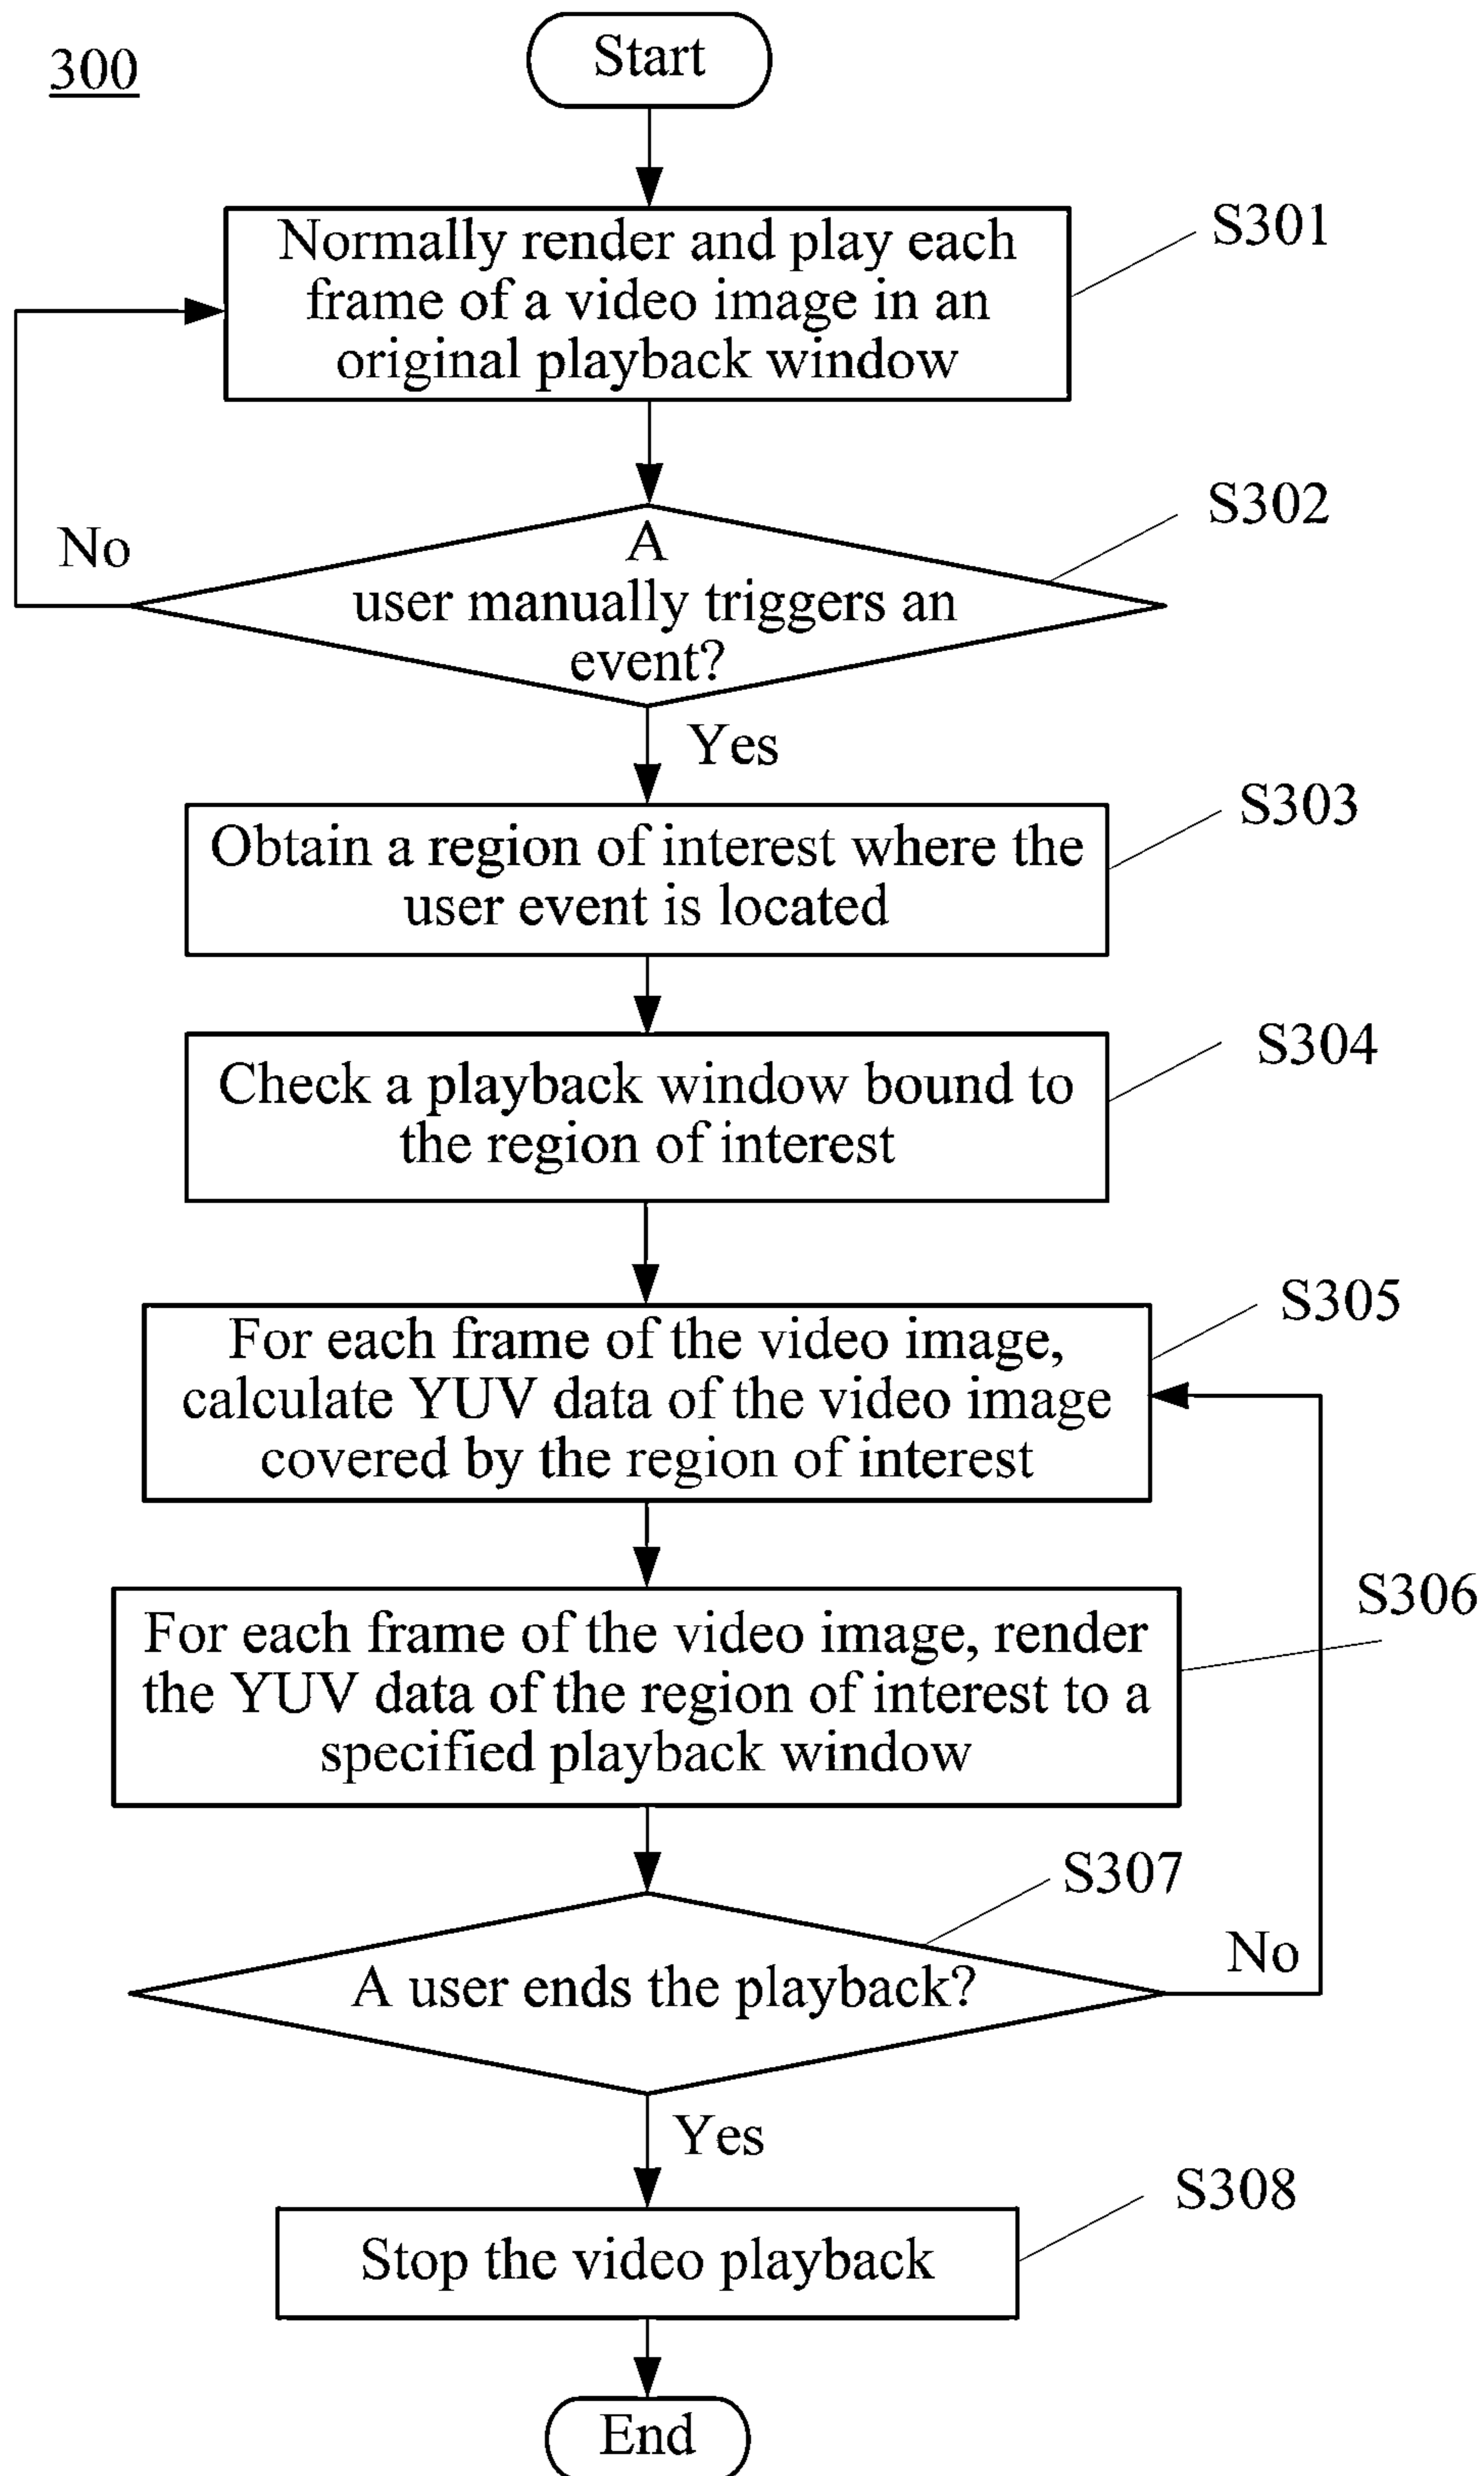 300
Start
Normally render and play each
frame of a video image in an
original playback window
S301
A
user manually triggers an
event?
S302
No
Yes
Obtain a region of interest where the
user event is located
S303
Check a playback window bound to
the region of interest
S304
For each frame of the video image,
calculate YUV data of the video image
covered by the region of interest
S305
For each frame of the video image, render
the YUV data of the region of interest to a
specified playback window
S306
A user ends the playback?
S307
No
Yes
Stop the video playback
S308
End